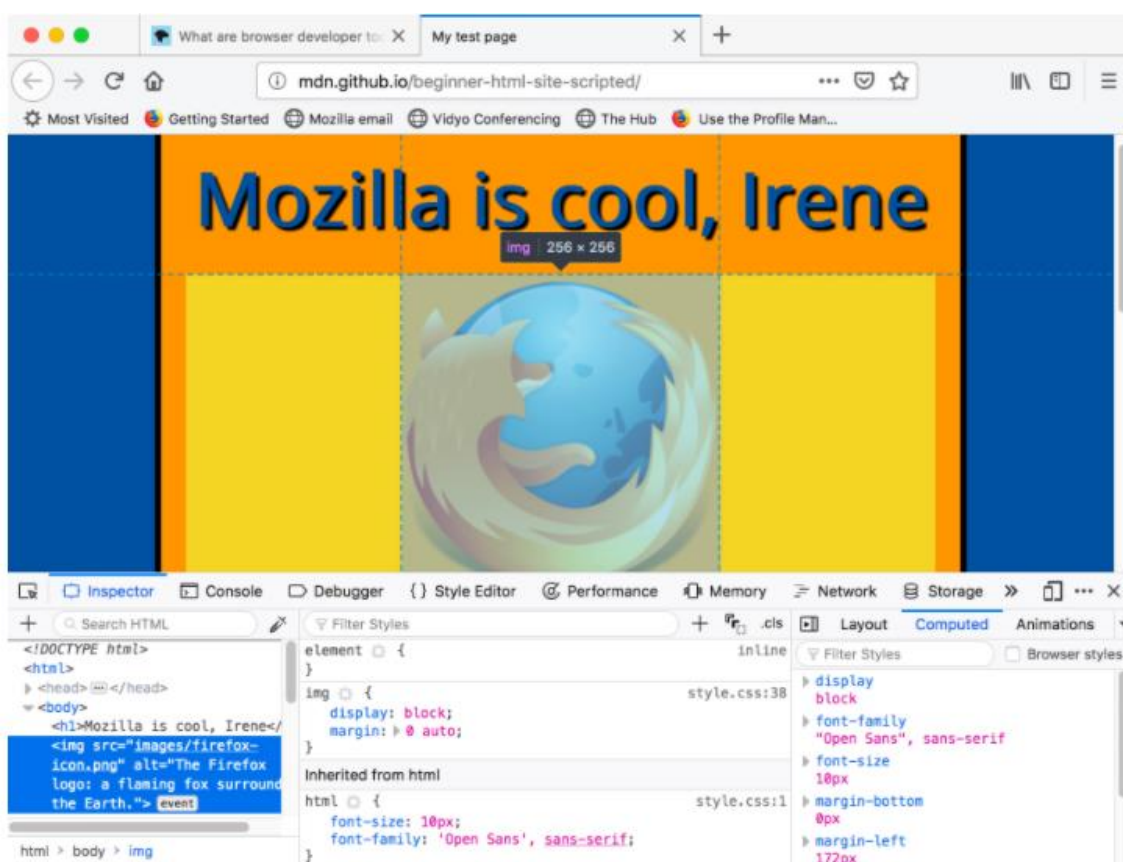 What are browser developer to
My test page
mdn.github.io/beginner-html-site-scripted/
Most Visited Getting Started Mozilla email Vidyo Conferencing The Hub Use the Profile Man...
Mozilla is cool, Irene
img 256 × 256
Inspector Console Debugger {} Style Editor Performance Memory Network Storage
Search HTML
<!DOCTYPE html>
<html>
<head></head>
<body>
<h1>Mozilla is cool, Irene</
<img src="images/firefox-
icon.png" alt="The Firefox
logo: a flaming fox surround
the Earth."> event
html > body > img
Filter Styles
.cls
element { inline
}
img { style.css:38
display: block;
margin: 0 auto;
}
Inherited from html
html { style.css:1
font-size: 10px;
font-family: 'Open Sans', sans-serif;
}
Layout Computed Animations
Filter Styles Browser styles
display
block
font-family
"Open Sans", sans-serif
font-size
10px
margin-bottom
0px
margin-left
172px